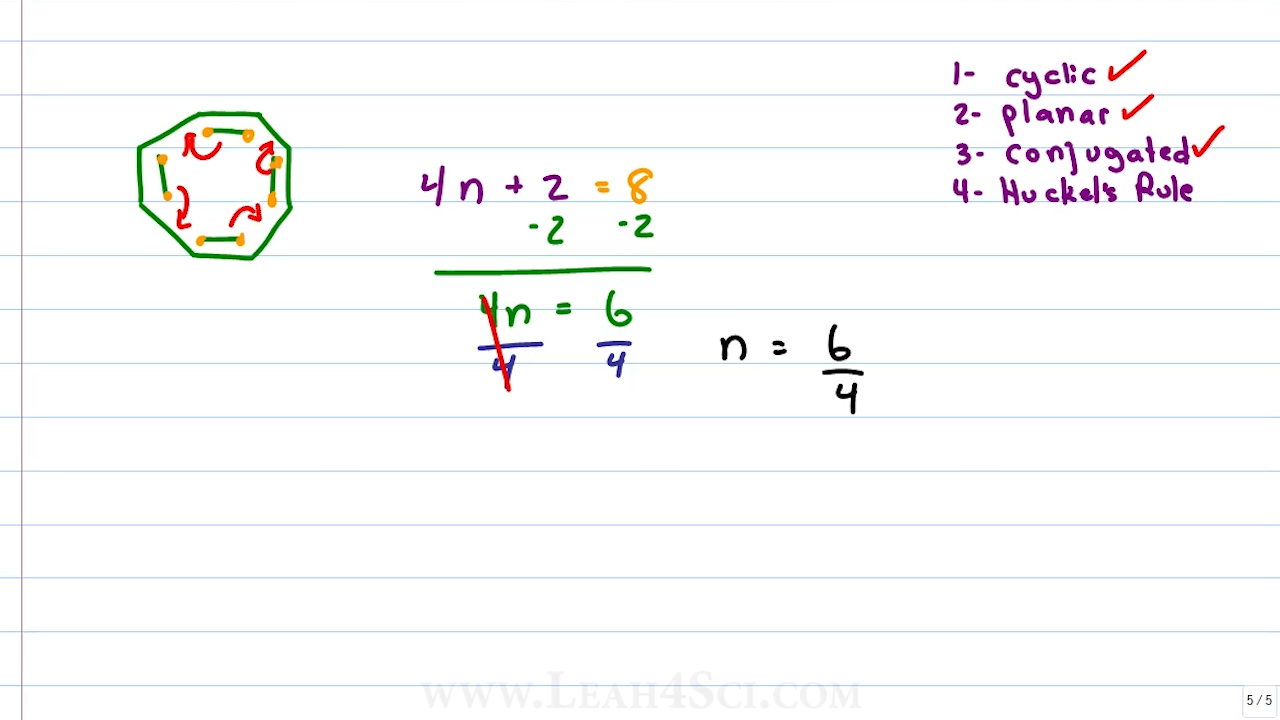 1- cyclic ✓
2- planar ✓
3- conjugated ✓
4- Huckel's Rule
4n + 2 = 8
-2 -2
4n = 6
4 4
n = 6
4
www.Leah4Sci.com
5 / 5